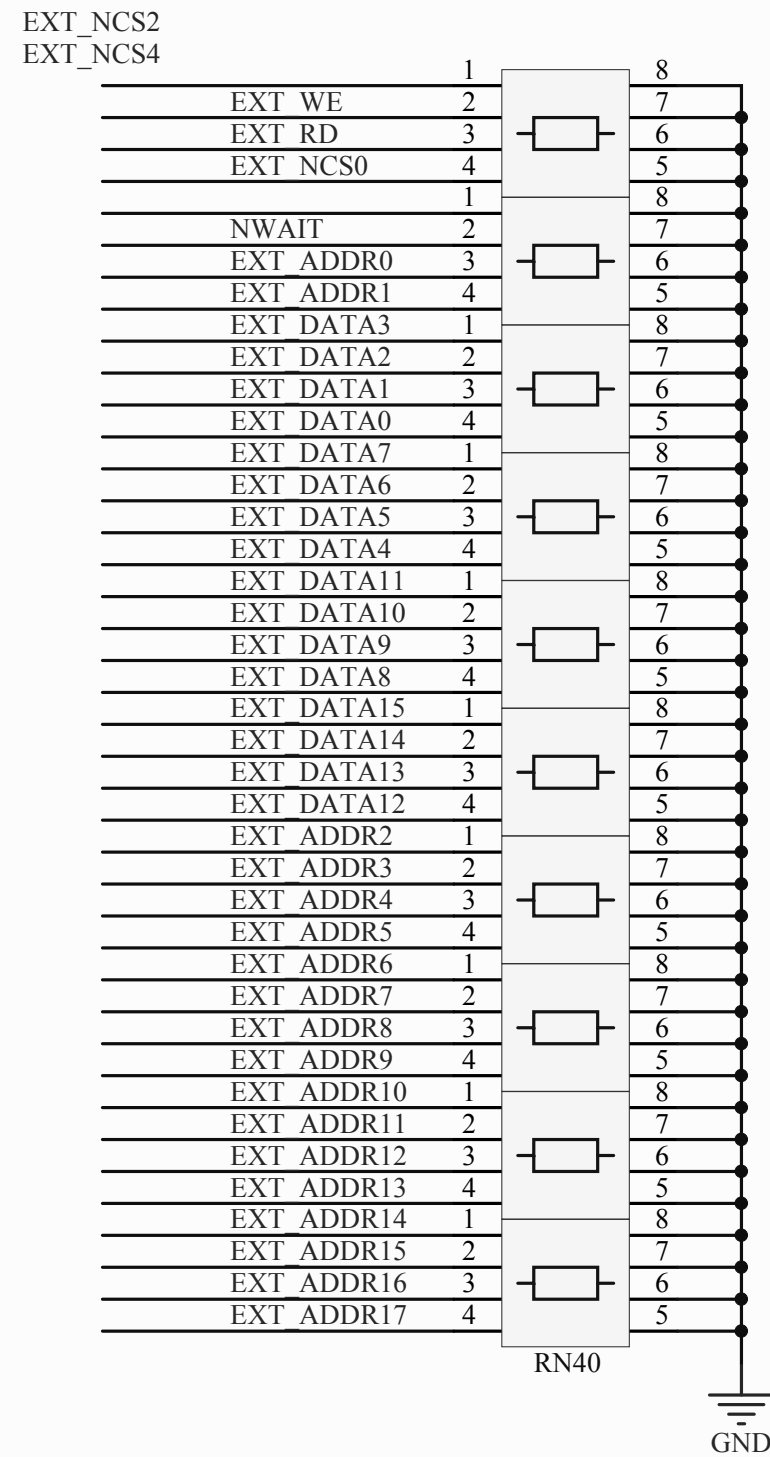 EXT_NCS2
EXT_NCS4
1 8
EXT_WE 2 7
EXT_RD 3 6
EXT_NCS0 4 5
1 8
NWAIT 2 7
EXT_ADDR0 3 6
EXT_ADDR1 4 5
EXT_DATA3 1 8
EXT_DATA2 2 7
EXT_DATA1 3 6
EXT_DATA0 4 5
EXT_DATA7 1 8
EXT_DATA6 2 7
EXT_DATA5 3 6
EXT_DATA4 4 5
EXT_DATA11 1 8
EXT_DATA10 2 7
EXT_DATA9 3 6
EXT_DATA8 4 5
EXT_DATA15 1 8
EXT_DATA14 2 7
EXT_DATA13 3 6
EXT_DATA12 4 5
EXT_ADDR2 1 8
EXT_ADDR3 2 7
EXT_ADDR4 3 6
EXT_ADDR5 4 5
EXT_ADDR6 1 8
EXT_ADDR7 2 7
EXT_ADDR8 3 6
EXT_ADDR9 4 5
EXT_ADDR10 1 8
EXT_ADDR11 2 7
EXT_ADDR12 3 6
EXT_ADDR13 4 5
EXT_ADDR14 1 8
EXT_ADDR15 2 7
EXT_ADDR16 3 6
EXT_ADDR17 4 5
RN40
GND